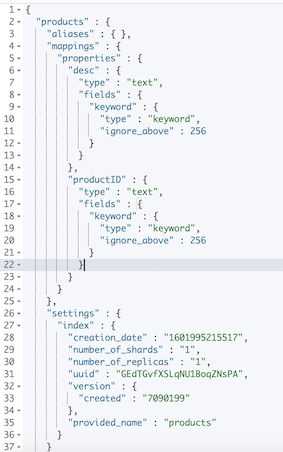 1 {
2 "products" : {
3 "aliases" : { },
4 "mappings" : {
5 "properties" : {
6 "desc" : {
7 "type" : "text",
8 "fields" : {
9 "keyword" : {
10 "type" : "keyword",
11 "ignore_above" : 256
12 }
13 }
14 },
15 "productID" : {
16 "type" : "text",
17 "fields" : {
18 "keyword" : {
19 "type" : "keyword",
20 "ignore_above" : 256
21 }
22 }
23 }
24 }
25 },
26 "settings" : {
27 "index" : {
28 "creation_date" : "1601995215517",
29 "number_of_shards" : "1",
30 "number_of_replicas" : "1",
31 "uuid" : "GEdTGvfXSLqNU1BoqZNsPA",
32 "version" : {
33 "created" : "7090199"
34 },
35 "provided_name" : "products"
36 }
37 }